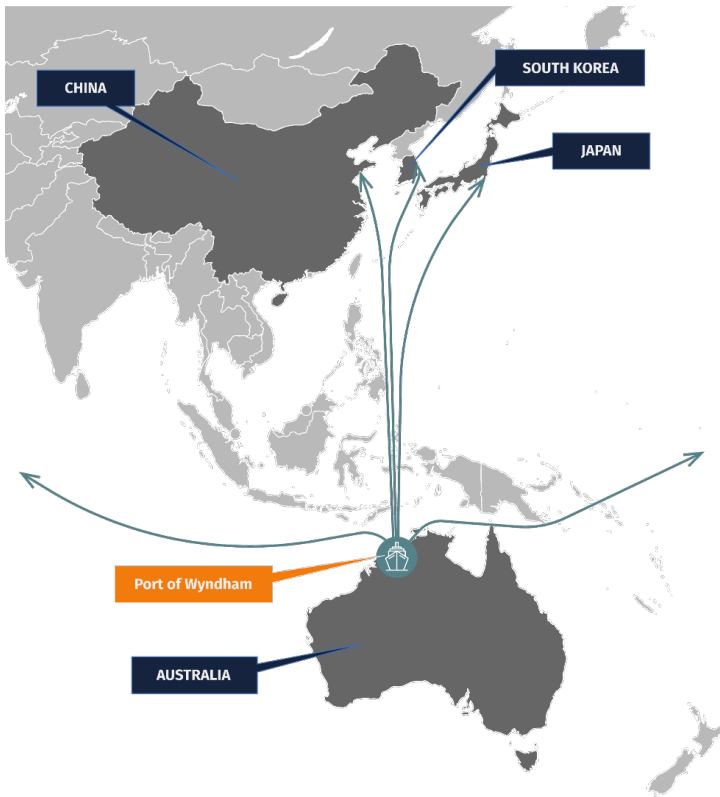 SOUTH KOREA
CHINA
JAPAN
Port of Wyndham
AUSTRALIA